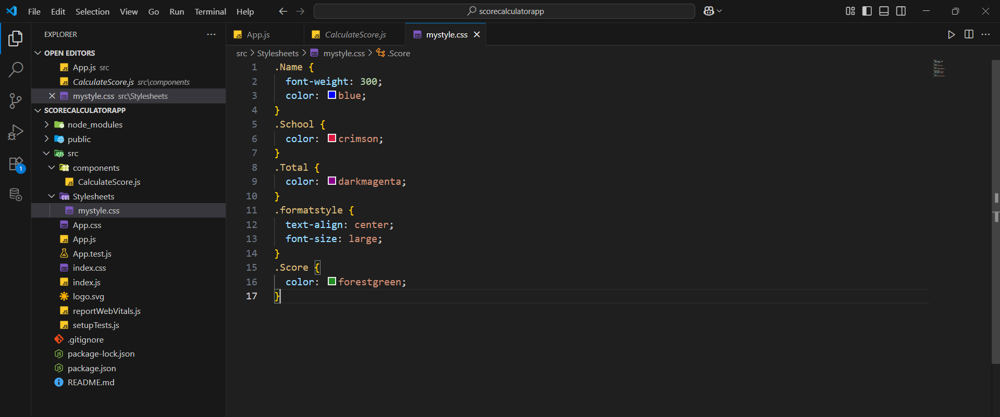 File Edit Selection View Go Run Terminal Help scorecalculatorapp
EXPLORER
OPEN EDITORS
App.js src
CalculateScore.js src\components
mystyle.css src\Stylesheets
SCORECALCULATORAPP
node_modules
public
src
components
CalculateScore.js
Stylesheets
mystyle.css
App.css
App.js
App.test.js
index.css
index.js
logo.svg
reportWebVitals.js
setupTests.js
.gitignore
package-lock.json
package.json
README.md
1
App.js CalculateScore.js mystyle.css
src > Stylesheets > mystyle.css > .Score
1 .Name {
2 font-weight: 300;
3 color: blue;
4 }
5 .School {
6 color: crimson;
7 }
8 .Total {
9 color: darkmagenta;
10 }
11 .formatstyle {
12 text-align: center;
13 font-size: large;
14 }
15 .Score {
16 color: forestgreen;
17 }